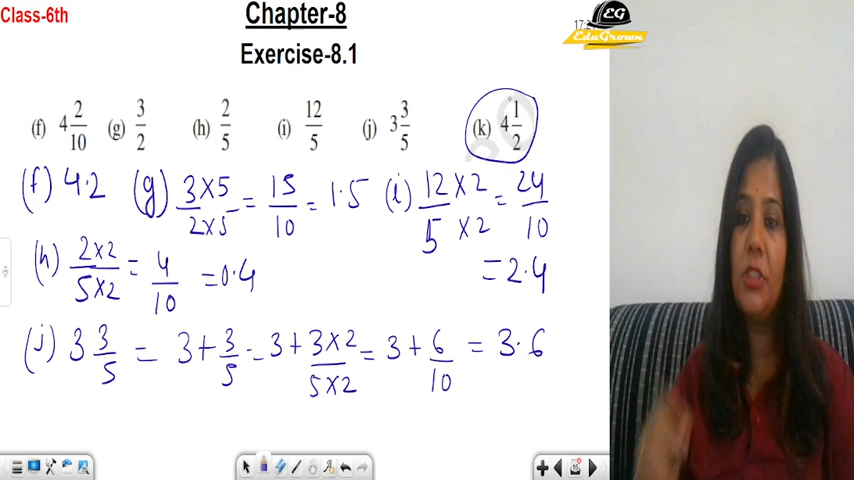 Class-6th
Chapter-8
Exercise-8.1
EG
EduGrown
(f) 4 2/10 (g) 3/2 (h) 2/5 (i) 12/5 (j) 3 3/5 (k) 4 1/2
(f) 4.2 (g) 3×5/2×5 = 15/10 = 1.5 (i) 12×2/5×2 = 24/10
= 2.4
(h) 2×2/5×2 = 4/10 = 0.4
(j) 3 3/5 = 3 + 3/5 = 3 + 3×2/5×2 = 3 + 6/10 = 3.6